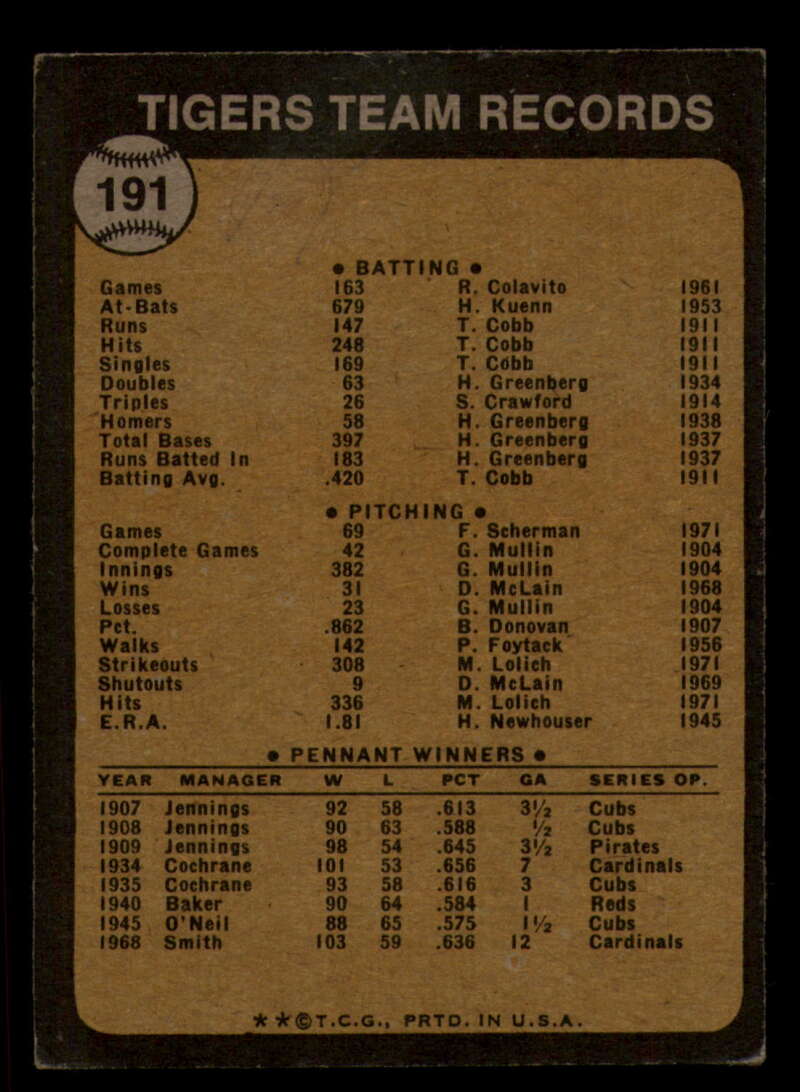 TIGERS TEAM RECORDS
191
● BATTING ●
Games 163 R. Colavito 1961
At-Bats 679 H. Kuenn 1953
Runs 147 T. Cobb 1911
Hits 248 T. Cobb 1911
Singles 169 T. Cobb 1911
Doubles 63 H. Greenberg 1934
Triples 26 S. Crawford 1914
Homers 58 H. Greenberg 1938
Total Bases 397 H. Greenberg 1937
Runs Batted In 183 H. Greenberg 1937
Batting Avg. .420 T. Cobb 1911
● PITCHING ●
Games 69 F. Scherman 1971
Complete Games 42 G. Mullin 1904
Innings 382 G. Mullin 1904
Wins 31 D. McLain 1968
Losses 23 G. Mullin 1904
Pct. .862 B. Donovan 1907
Walks 142 P. Foytack 1956
Strikeouts 308 M. Lolich 1971
Shutouts 9 D. McLain 1969
Hits 336 M. Lolich 1971
E.R.A. 1.81 H. Newhouser 1945
● PENNANT WINNERS ●
YEAR MANAGER W L PCT GA SERIES OP.
1907 Jennings 92 58 .613 3½ Cubs
1908 Jennings 90 63 .588 ½ Cubs
1909 Jennings 98 54 .645 3½ Pirates
1934 Cochrane 101 53 .656 7 Cardinals
1935 Cochrane 93 58 .616 3 Cubs
1940 Baker 90 64 .584 1 Reds
1945 O'Neil 88 65 .575 1½ Cubs
1968 Smith 103 59 .636 12 Cardinals
★ ★ © T.C.G., PRTD. IN U.S.A.